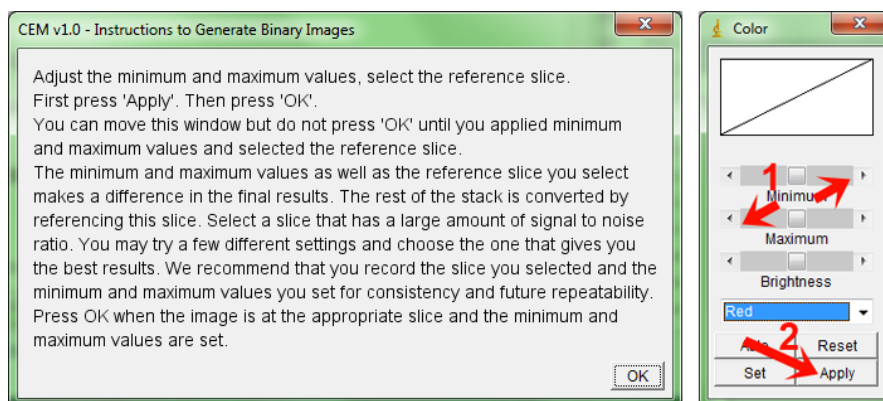 CEM v1.0 - Instructions to Generate Binary Images
Adjust the minimum and maximum values, select the reference slice.
First press 'Apply'. Then press 'OK'.
You can move this window but do not press 'OK' until you applied minimum
and maximum values and selected the reference slice.
The minimum and maximum values as well as the reference slice you select
makes a difference in the final results. The rest of the stack is converted by
referencing this slice. Select a slice that has a large amount of signal to noise
ratio. You may try a few different settings and choose the one that gives you
the best results. We recommend that you record the slice you selected and the
minimum and maximum values you set for consistency and future repeatability.
Press OK when the image is at the appropriate slice and the minimum and
maximum values are set.
OK
Color
1
Minimum
Maximum
Brightness
Red
2
Auto Reset
Set Apply